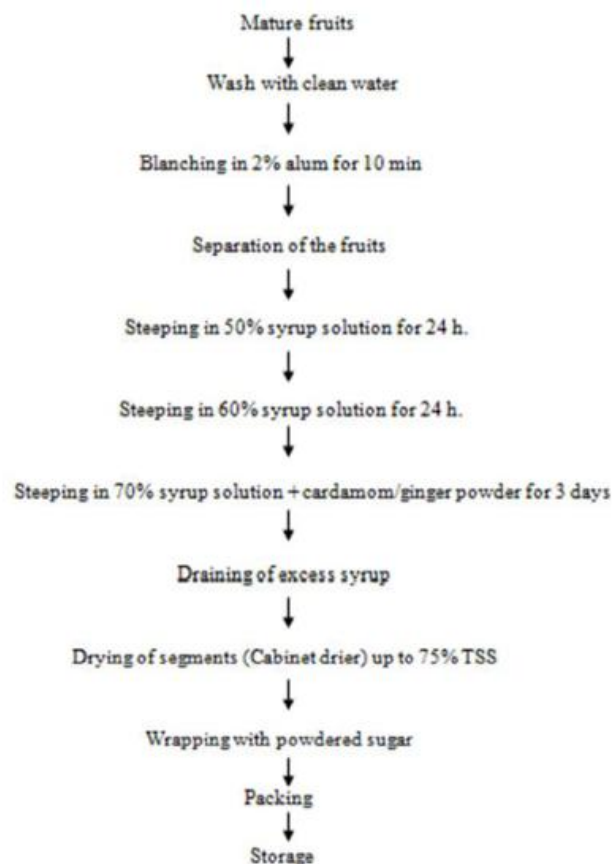 Mature fruits
Wash with clean water
Blanching in 2% alum for 10 min
Separation of the fruits
Steeping in 50% syrup solution for 24 h.
Steeping in 60% syrup solution for 24 h.
Steeping in 70% syrup solution + cardamom/ginger powder for 3 days
Draining of excess syrup
Drying of segments (Cabinet drier) up to 75% TSS
Wrapping with powdered sugar
Packing
Storage